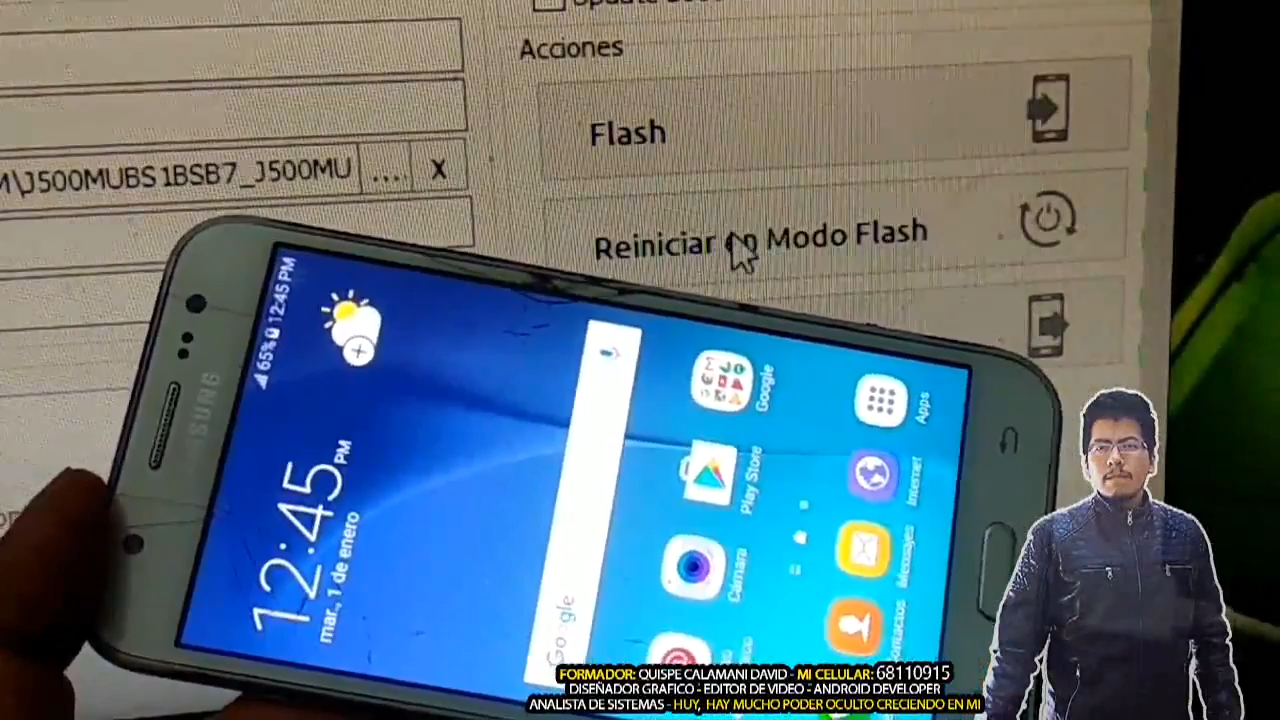 Acciones
Flash
\J500MUBS1BSB7_J500MU
....
X
Reiniciar en Modo Flash
65% 12:45 PM
SAMSUNG
12:45 PM
mar., 1 de enero
Google
Google
Apps
Play Store
Internet
Cámara
Mensajes
Contactos
FORMADOR: QUISPE CALAMANI DAVID - MI CELULAR: 68110915
DISEÑADOR GRAFICO - EDITOR DE VIDEO - ANDROID DEVELOPER
ANALISTA DE SISTEMAS - HUY, HAY MUCHO PODER OCULTO CRECIENDO EN MI